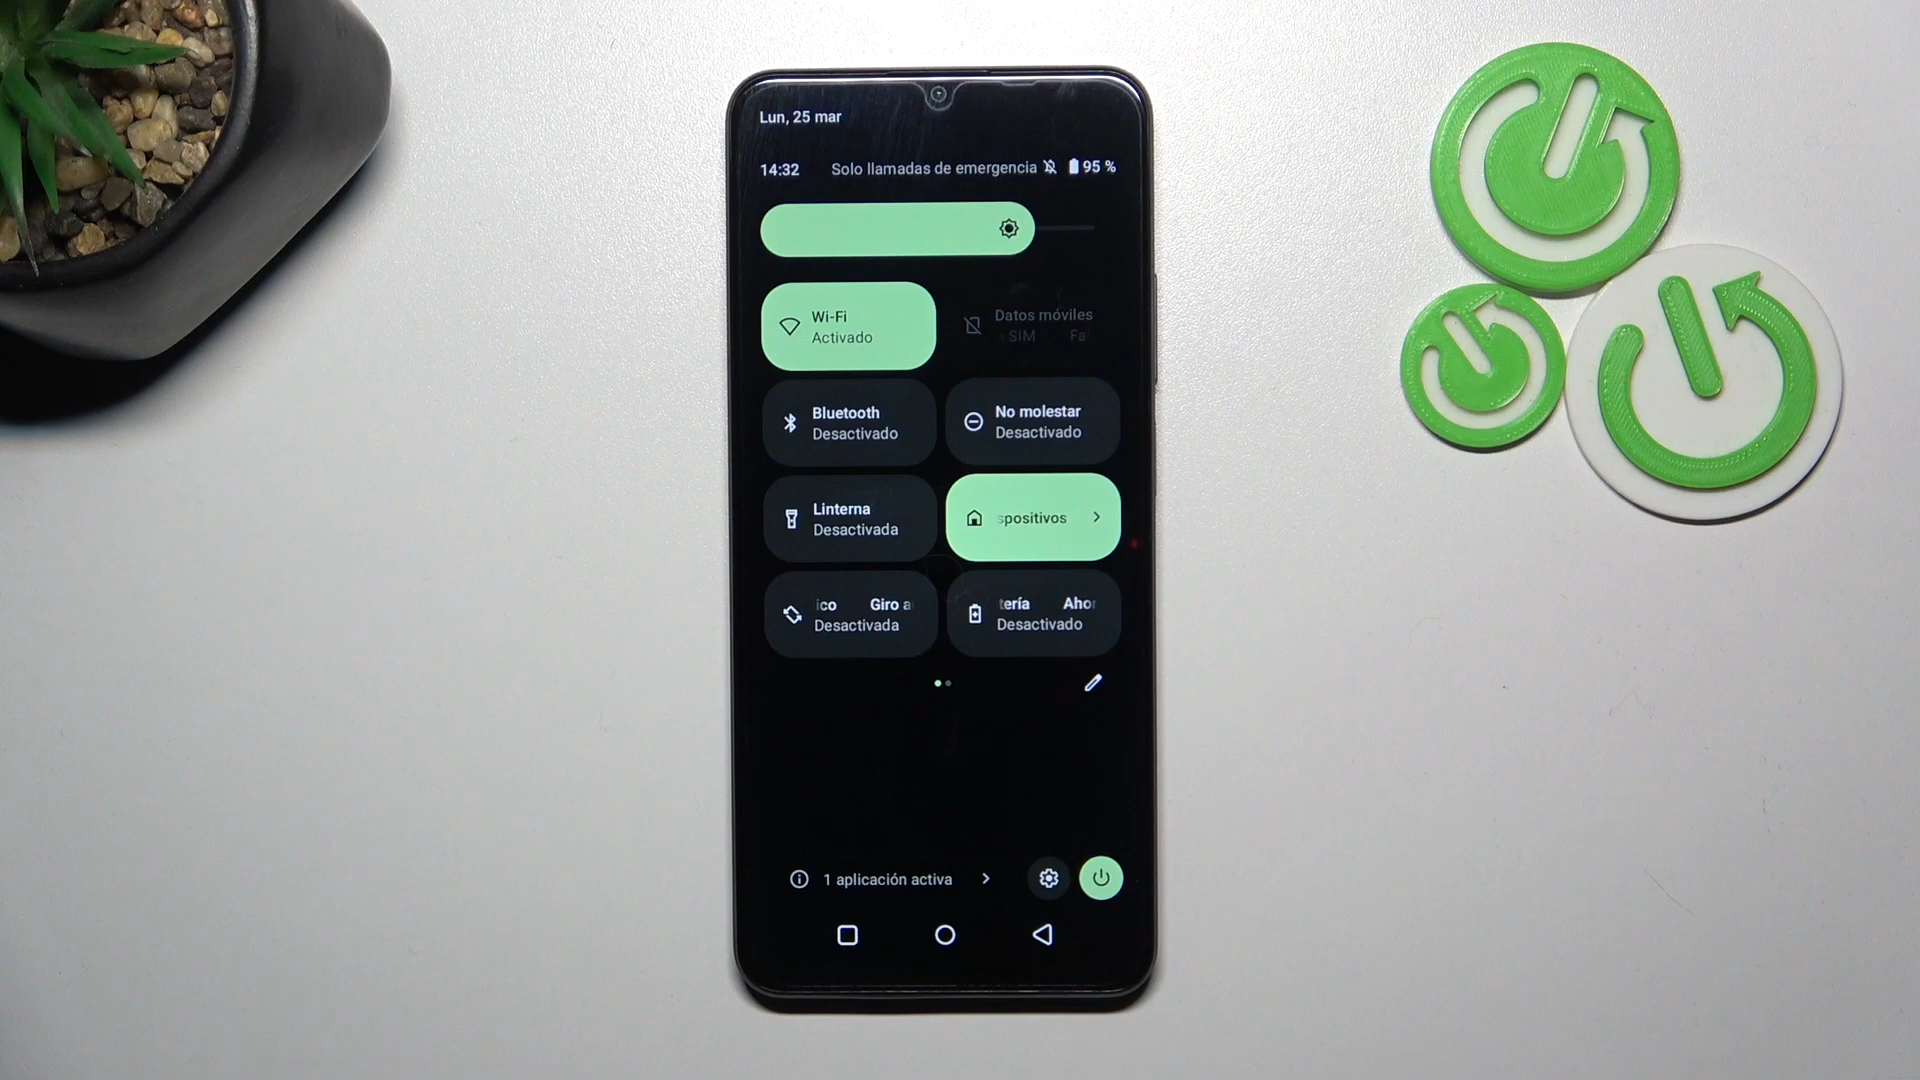 Lun, 25 mar
14:32 Solo llamadas de emergencia 95 %
Wi-Fi
Activado
Datos móviles
SIM
Bluetooth
Desactivado
No molestar
Desactivado
Linterna
Desactivada
spositivos
ico Giro a
Desactivada
tería Ahor
Desactivado
1 aplicación activa